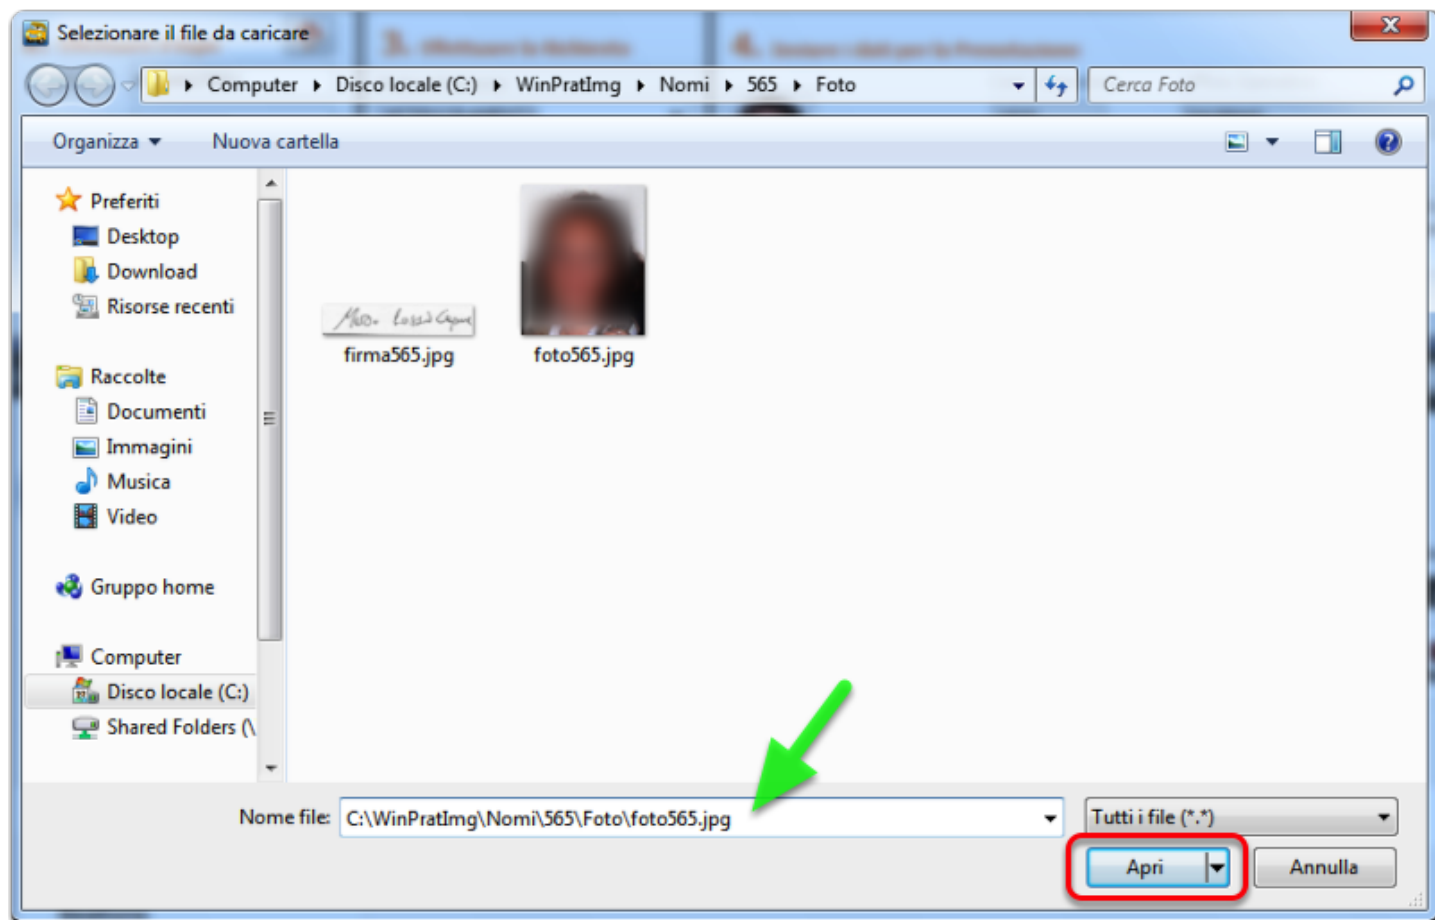 Selezionare il file da caricare
3.
4.
Computer Disco locale (C:) WinPratImg Nomi 565 Foto
Cerca Foto
Organizza Nuova cartella
Preferiti
Desktop
Download
Risorse recenti
Raccolte
Documenti
Immagini
Musica
Video
Gruppo home
Computer
Disco locale (C:)
Shared Folders (\
firma565.jpg
foto565.jpg
Nome file: C:\WinPratImg\Nomi\565\Foto\foto565.jpg
Tutti i file (*.*)
Apri
Annulla